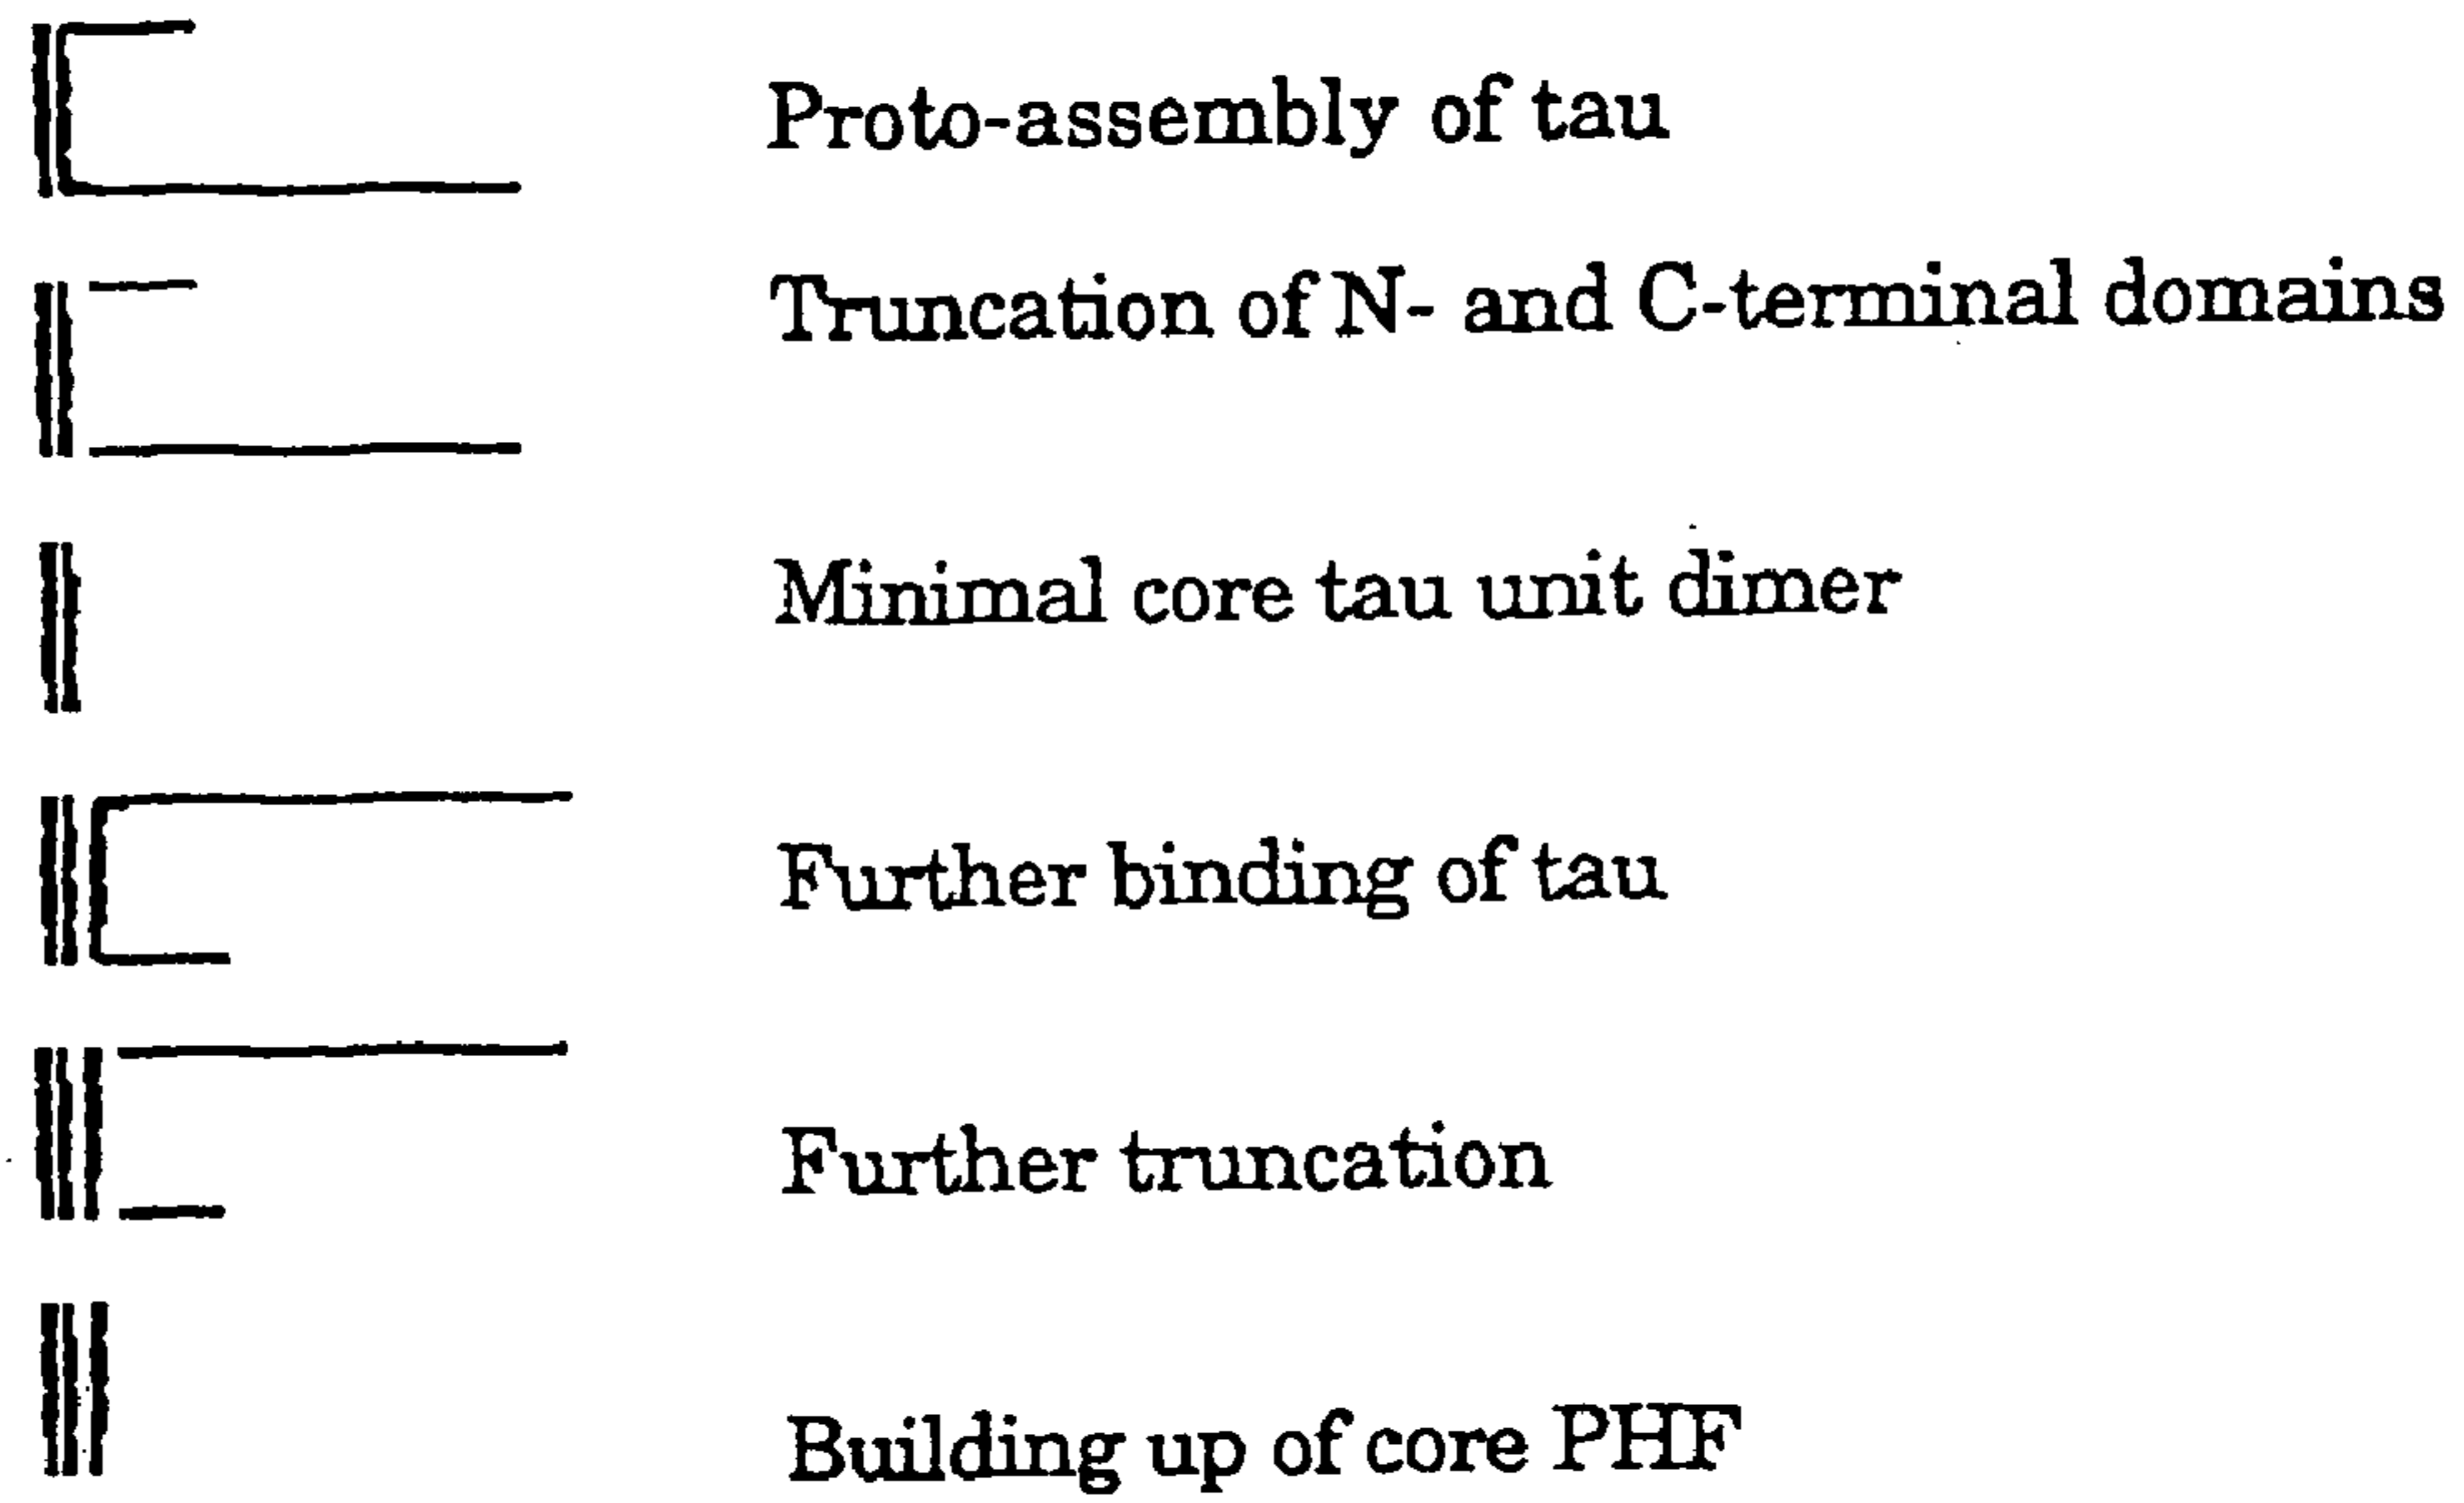 Proto-assembly of tau
Truncation of N- and C-terminal domains
Minimal core tau unit dimer
Further binding of tau
Further truncation
Building up of core PHF